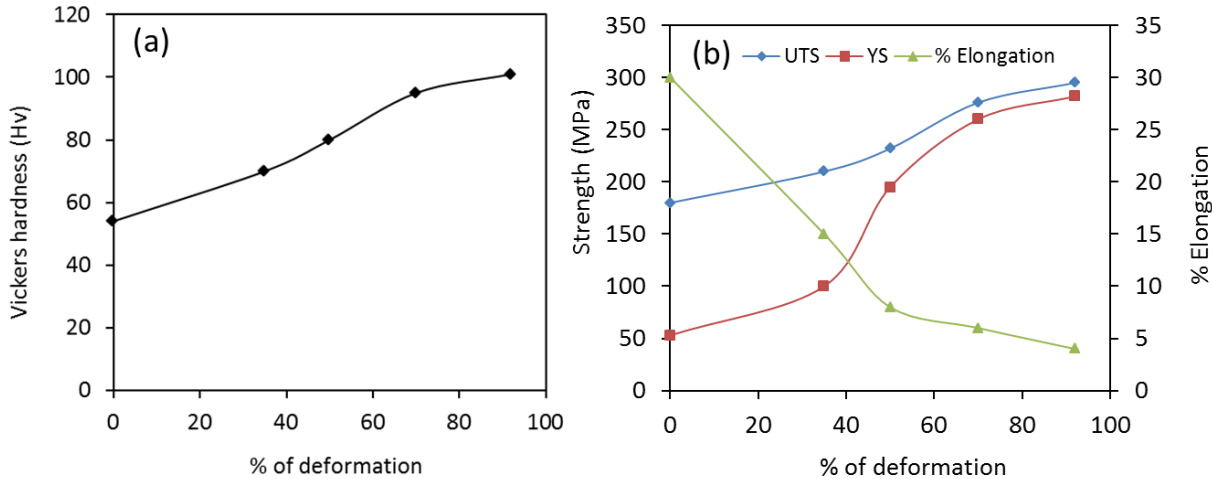 (a)
Vickers hardness (Hv)
120
100
80
60
40
20
0
0 20 40 60 80 100
% of deformation
(b)
UTS YS % Elongation
Strength (MPa)
350
300
250
200
150
100
50
0
0 20 40 60 80 100
% of deformation
35
30
25
20
15
10
5
0
% Elongation